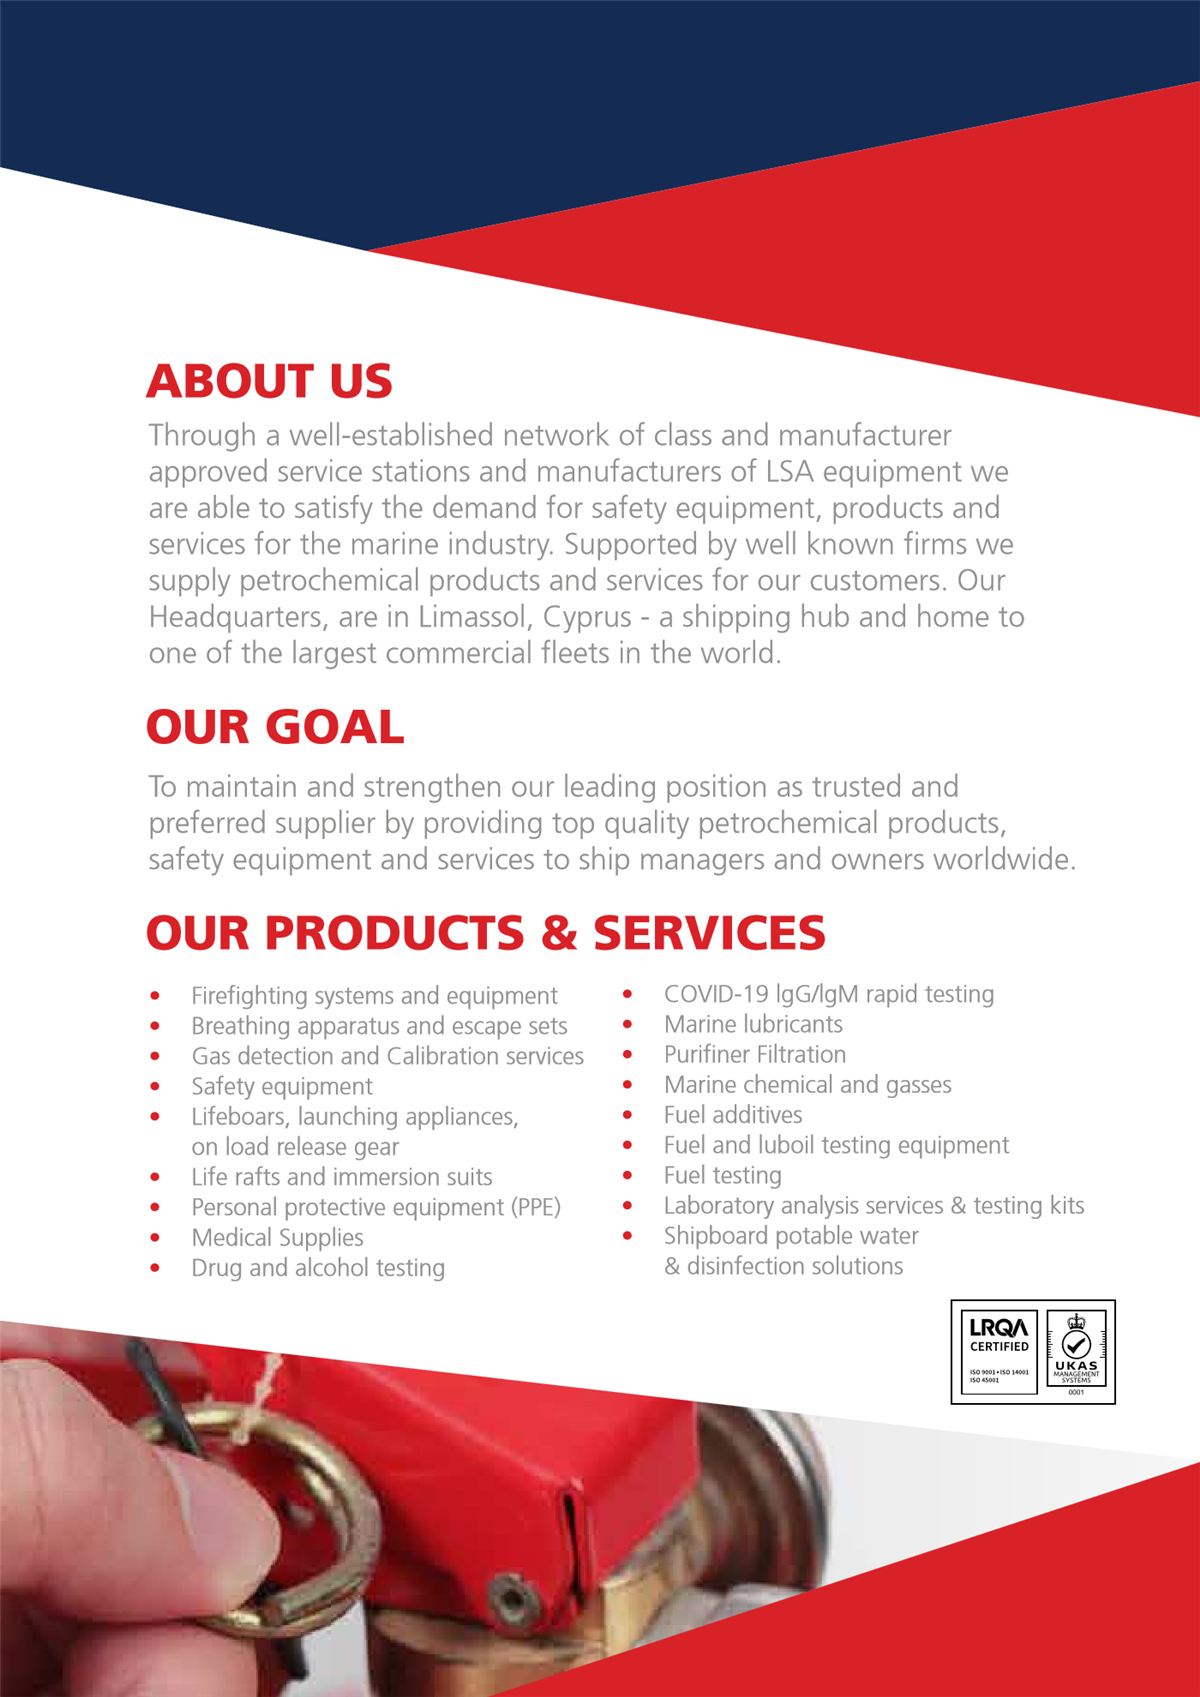 ABOUT US
Through a well-established network of class and manufacturer
approved service stations and manufacturers of LSA equipment we
are able to satisfy the demand for safety equipment, products and
services for the marine industry. Supported by well known firms we
supply petrochemical products and services for our customers. Our
Headquarters, are in Limassol, Cyprus - a shipping hub and home to
one of the largest commercial fleets in the world.
OUR GOAL
To maintain and strengthen our leading position as trusted and
preferred supplier by providing top quality petrochemical products,
safety equipment and services to ship managers and owners worldwide.
OUR PRODUCTS & SERVICES
• Firefighting systems and equipment
• Breathing apparatus and escape sets
• Gas detection and Calibration services
• Safety equipment
• Lifeboars, launching appliances,
on load release gear
• Life rafts and immersion suits
• Personal protective equipment (PPE)
• Medical Supplies
• Drug and alcohol testing
• COVID-19 lgG/lgM rapid testing
• Marine lubricants
• Purifiner Filtration
• Marine chemical and gasses
• Fuel additives
• Fuel and luboil testing equipment
• Fuel testing
• Laboratory analysis services & testing kits
• Shipboard potable water
& disinfection solutions
LRQA
CERTIFIED
ISO 9001 • ISO 14001
ISO 45001
UKAS
MANAGEMENT
SYSTEMS
0001